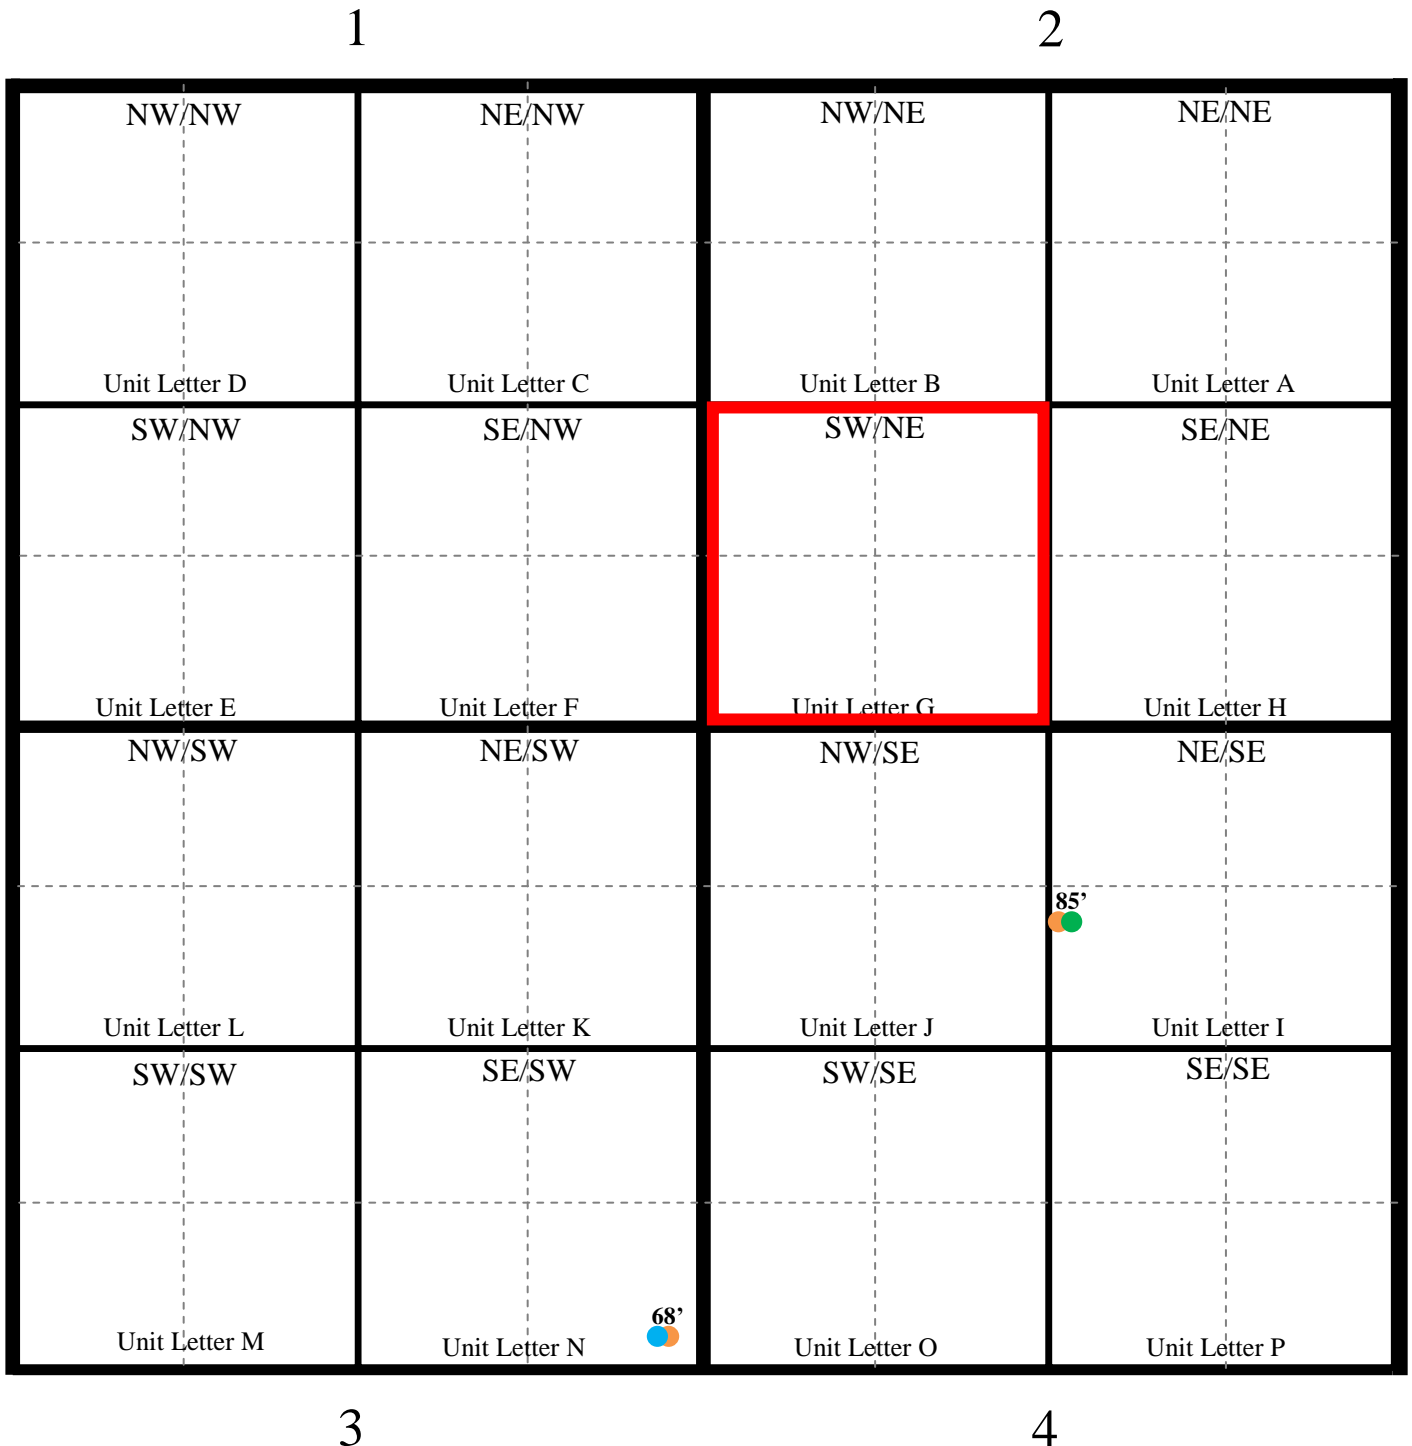 1 2
NW/NW NE/NW NW/NE NE/NE
Unit Letter D Unit Letter C Unit Letter B Unit Letter A
SW/NW SE/NW SW/NE SE/NE
Unit Letter E Unit Letter F Unit Letter G Unit Letter H
NW/SW NE/SW NW/SE NE/SE
85’
Unit Letter L Unit Letter K Unit Letter J Unit Letter I
SW/SW SE/SW SW/SE SE/SE
68’
Unit Letter M Unit Letter N Unit Letter O Unit Letter P
3 4